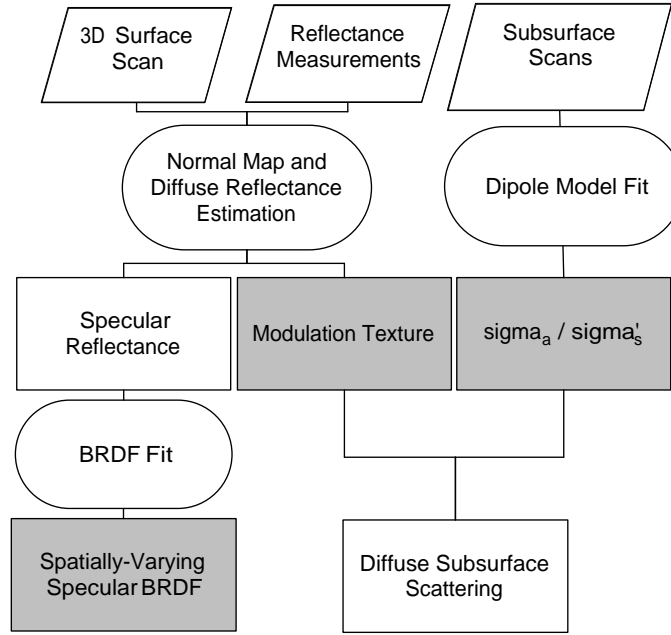 3D Surface
Scan
Reflectance
Measurements
Subsurface
Scans
Normal Map and
Diffuse Reflectance
Estimation
Dipole Model Fit
Specular
Reflectance
Modulation Texture
sigmaₐ / sigma'ₛ
BRDF Fit
Spatially-Varying
Specular BRDF
Diffuse Subsurface
Scattering